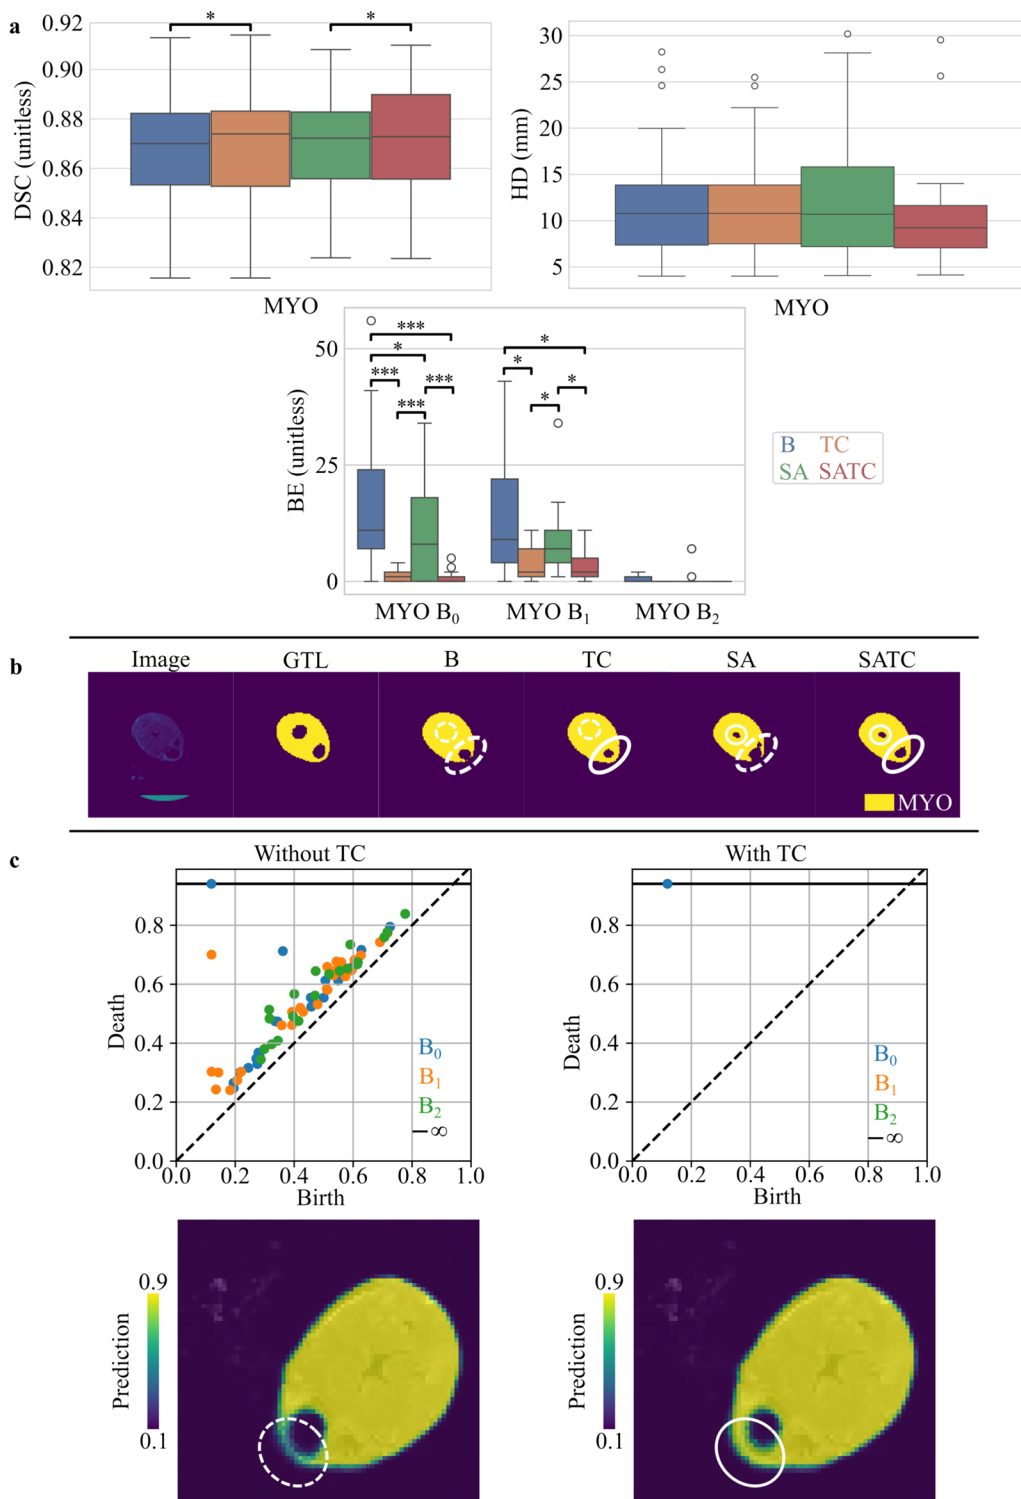 a
DSC (unitless)
0.92
0.90
0.88
0.86
0.84
0.82
*
*
MYO
HD (mm)
30
25
20
15
10
5
MYO
BE (unitless)
50
25
0
***
*
***
***
***
*
*
*
*
MYO B₀ MYO B₁ MYO B₂
B TC
SA SATC
b
Image GTL B TC SA SATC
MYO
c
Without TC
Death
0.8
0.6
0.4
0.2
0.0
0.0 0.2 0.4 0.6 0.8 1.0
Birth
B₀
B₁
B₂
∞
With TC
Death
0.8
0.6
0.4
0.2
0.0
0.0 0.2 0.4 0.6 0.8 1.0
Birth
B₀
B₁
B₂
∞
0.9
Prediction
0.1
0.9
Prediction
0.1